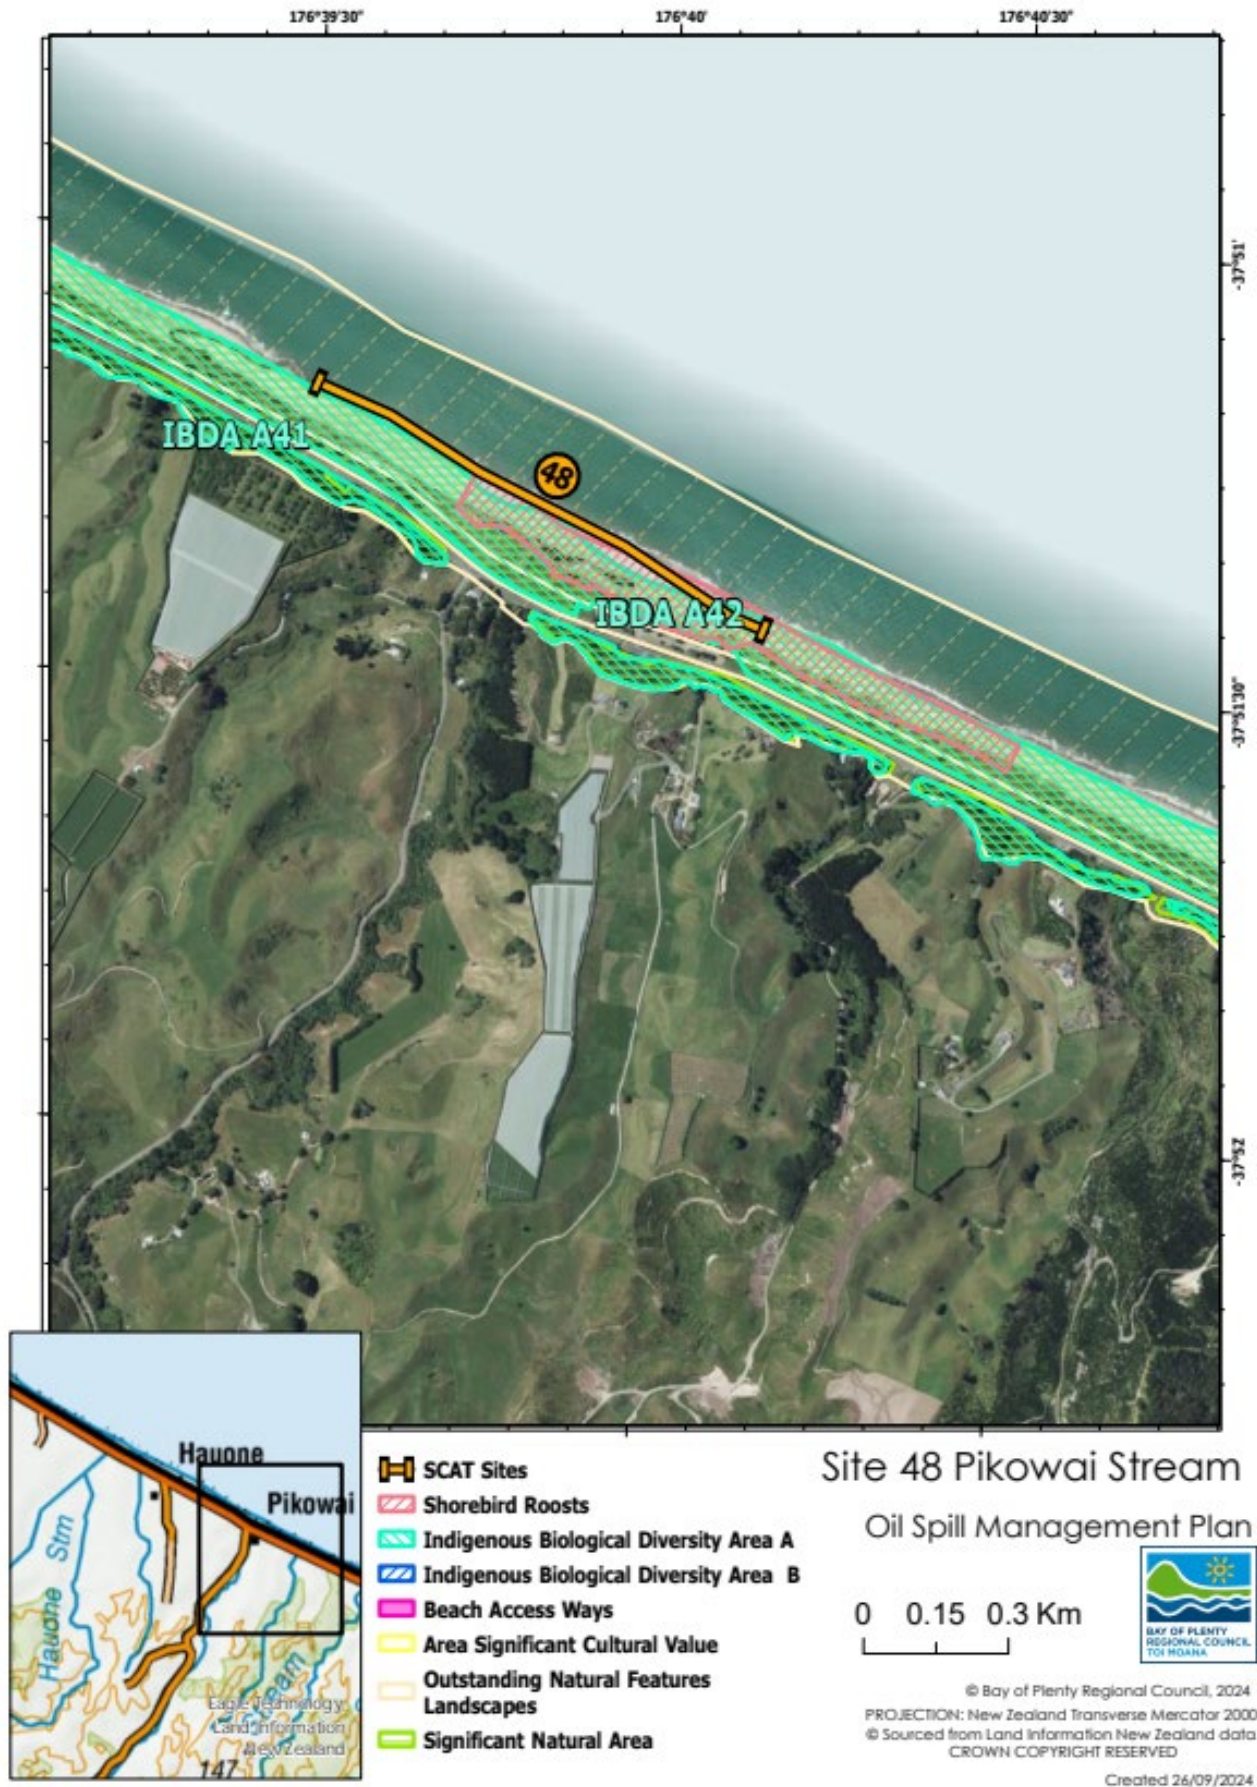 176°39'30"
176°40'
176°40'30"
-37°51'
IBDA A41
48
IBDA A42
-37°51'30"
-37°52'
Hauone
Pikowai
Hauone Stm
Eagle Technology,
Land Information
New Zealand
147
SCAT Sites
Shorebird Roosts
Indigenous Biological Diversity Area A
Indigenous Biological Diversity Area B
Beach Access Ways
Area Significant Cultural Value
Outstanding Natural Features
Landscapes
Significant Natural Area
Site 48 Pikowai Stream
Oil Spill Management Plan
0 0.15 0.3 Km
BAY OF PLENTY
REGIONAL COUNCIL
TOI MOANA
© Bay of Plenty Regional Council, 2024
PROJECTION: New Zealand Transverse Mercator 2000
© Sourced from Land Information New Zealand data
CROWN COPYRIGHT RESERVED
Created 26/09/2024